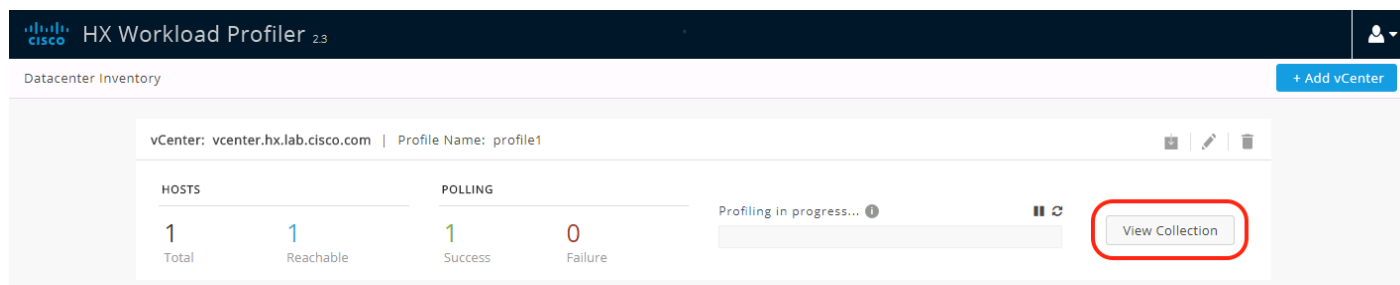 cisco HX Workload Profiler 2.3
Datacenter Inventory + Add vCenter
vCenter: vcenter.hx.lab.cisco.com | Profile Name: profile1
HOSTS POLLING
Profiling in progress...
1 1 1 0
View Collection
Total Reachable Success Failure